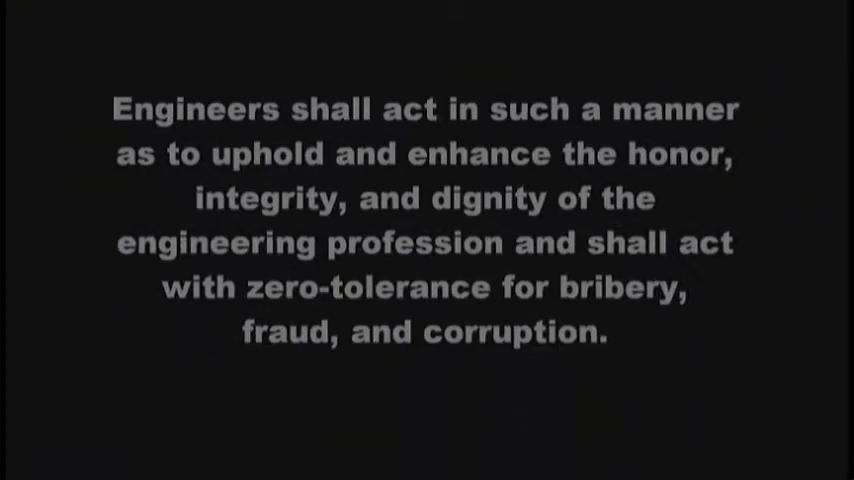 Engineers shall act in such a manner
as to uphold and enhance the honor,
integrity, and dignity of the
engineering profession and shall act
with zero-tolerance for bribery,
fraud, and corruption.